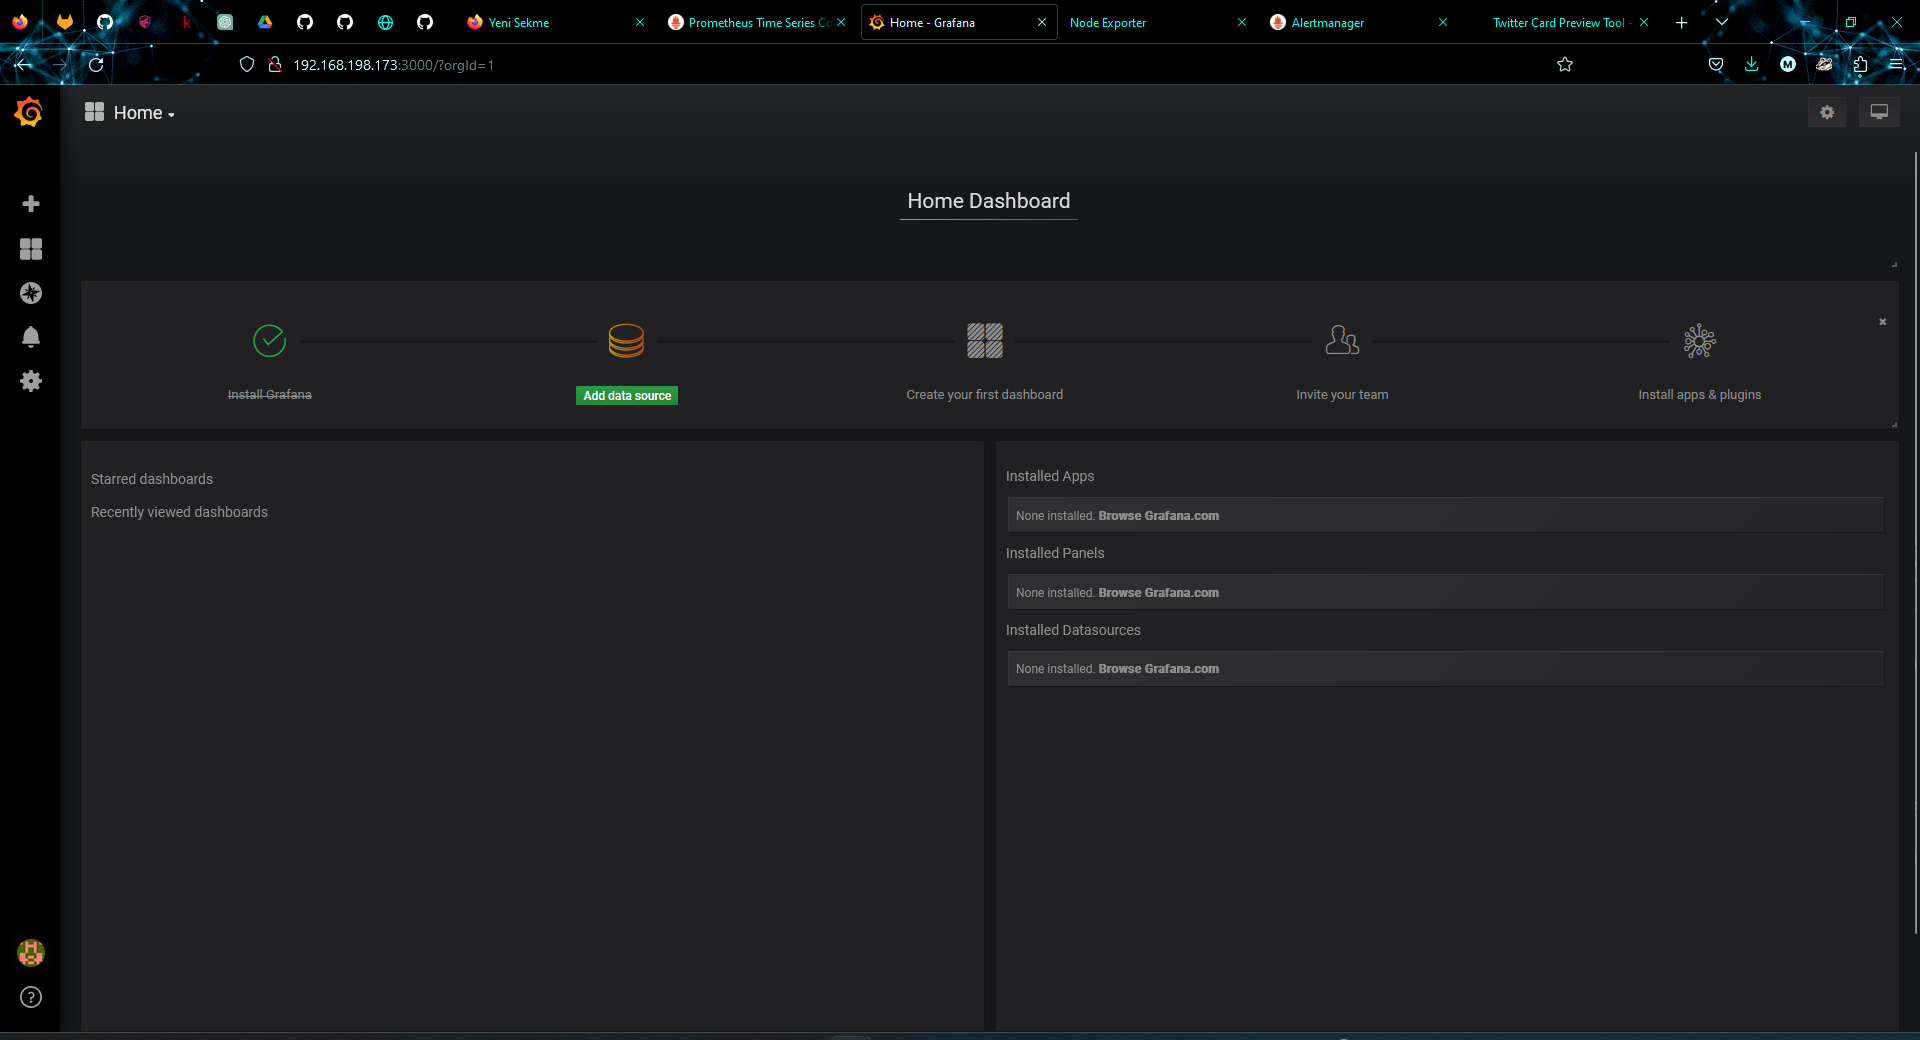 Yeni Sekme
Prometheus Time Series Co
Home - Grafana
Node Exporter
Alertmanager
Twitter Card Preview Tool -
192.168.198.173:3000/?orgId=1
Home
Home Dashboard
Install Grafana
Add data source
Create your first dashboard
Invite your team
Install apps & plugins
Starred dashboards
Recently viewed dashboards
Installed Apps
None installed. Browse Grafana.com
Installed Panels
None installed. Browse Grafana.com
Installed Datasources
None installed. Browse Grafana.com